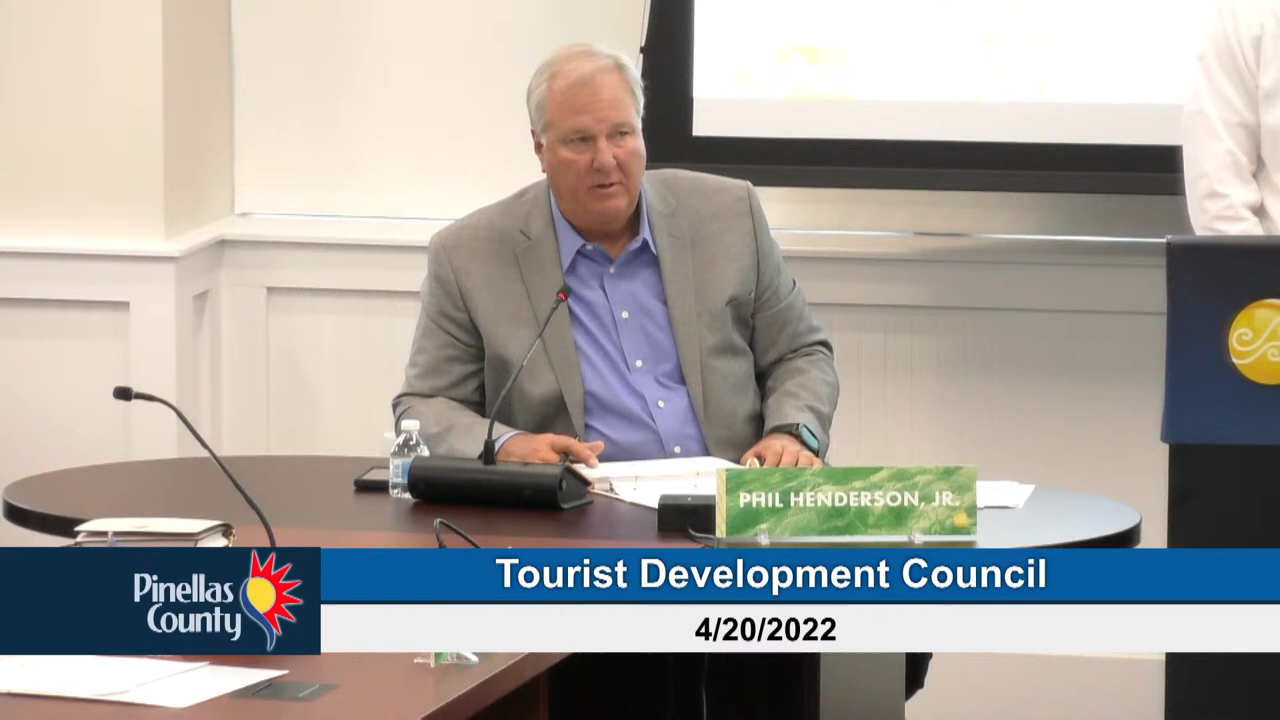 PHIL HENDERSON, JR.
Pinellas
County
Tourist Development Council
4/20/2022